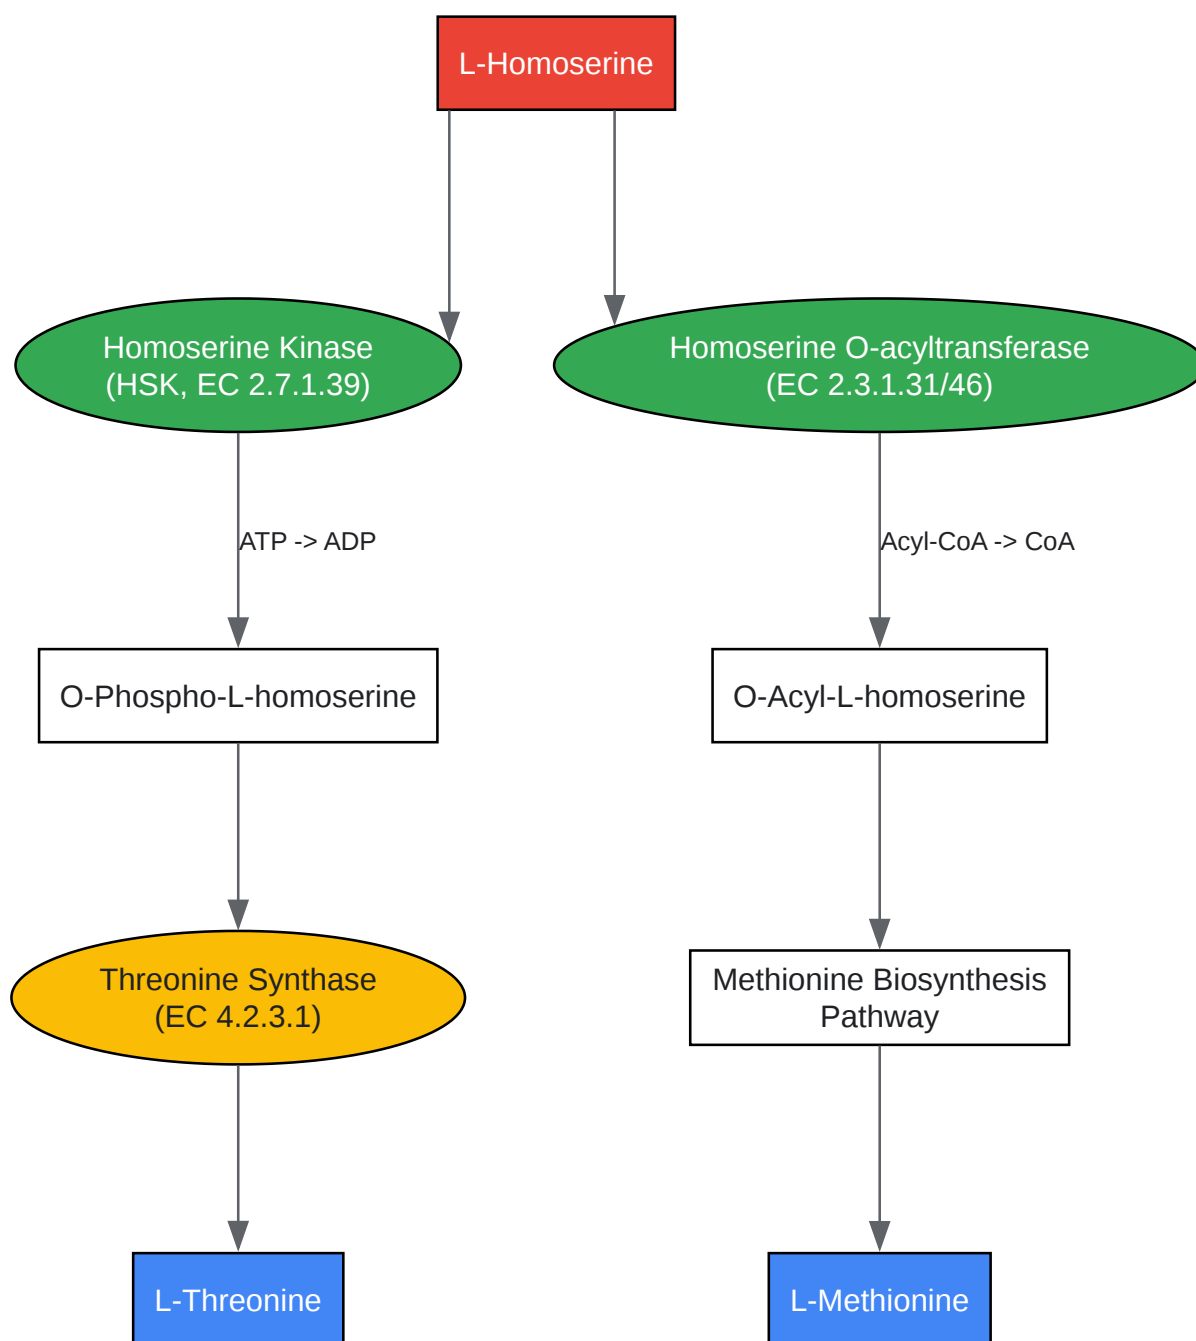 L-Homoserine
Homoserine Kinase
(HSK, EC 2.7.1.39)
Homoserine O-acyltransferase
(EC 2.3.1.31/46)
ATP -> ADP
Acyl-CoA -> CoA
O-Phospho-L-homoserine
O-Acyl-L-homoserine
Threonine Synthase
(EC 4.2.3.1)
Methionine Biosynthesis
Pathway
L-Threonine
L-Methionine